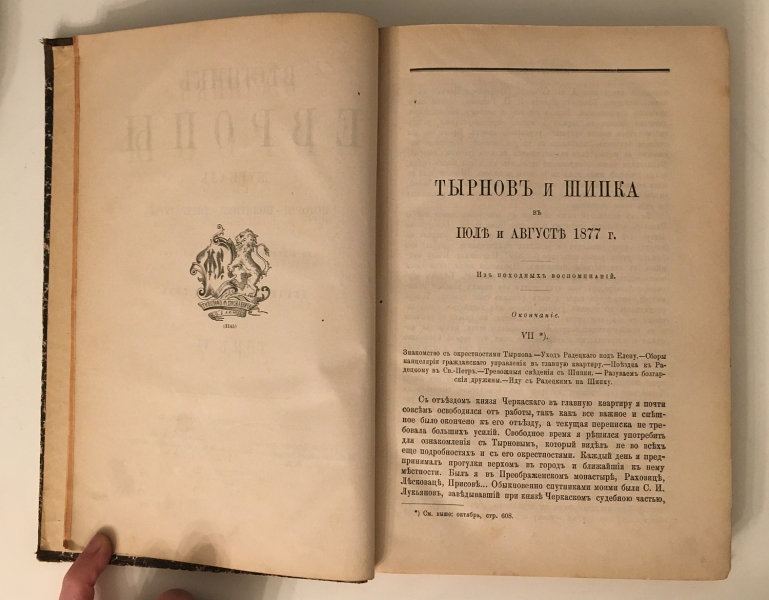 (3143)
ТЫРНОВЪ И ШИПКА
ВЪ
ІЮЛѢ И АВГУСТѢ 1877 г.
Изъ походныхъ воспоминаній.
Окончаніе.
VII *).
Знакомство съ окрестностями Тырнова.—Уходъ Радецкаго подъ Елену.—Сборы
канцеляріи гражданскаго управленія въ главную квартиру.—Поѣздка къ Ра-
децкому въ Св.-Петръ.—Тревожныя свѣденія съ Шипки.—Разуваемъ болгар-
скія дружины.—Иду съ Радецкимъ на Шипку.
Съ отъѣздомъ князя Черкаскаго въ главную квартиру я почти
совсѣмъ освободился отъ работы, такъ какъ все важное и спѣш-
ное было окончено къ его отъѣзду, а текущая переписка не тре-
бовала большихъ усилій. Свободное время я рѣшился употребить
для ознакомленія съ Тырновымъ, который видѣлъ не во всѣхъ
еще подробностяхъ и съ его окрестностями. Каждый день я пред-
принималъ прогулки верхомъ въ городъ и ближайшія къ нему
мѣстности. Былъ я въ Преображенскомъ монастырѣ, Раховицѣ,
Лѣсковацѣ, Присовѣ... Обыкновенно спутниками моими были С. И.
Лукьяновъ, завѣдывавшій при князѣ Черкаскомъ судебною частью,
*) См. выше: октябрь, стр. 608.